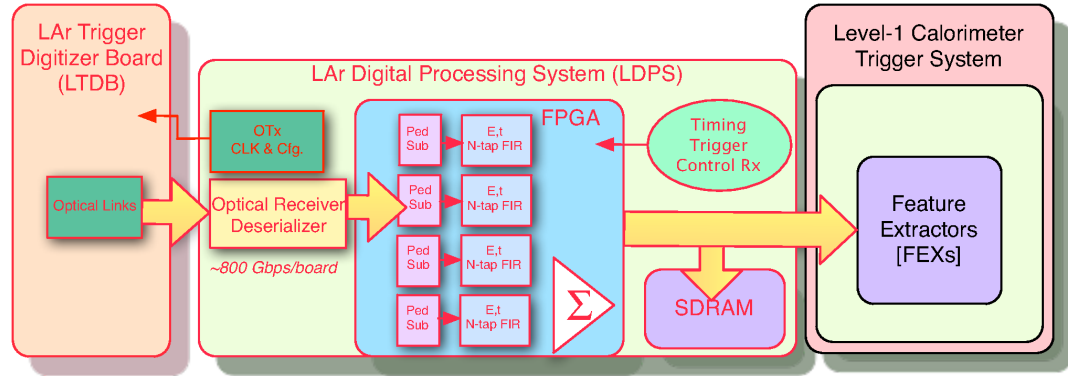 LAr Trigger
Digitizer Board
(LTDB)
Optical Links
LAr Digital Processing System (LDPS)
OTx
CLK & Cfg.
Optical Receiver
Deserializer
~800 Gbps/board
FPGA
Ped
Sub
E,t
N-tap FIR
Ped
Sub
E,t
N-tap FIR
Ped
Sub
E,t
N-tap FIR
Ped
Sub
E,t
N-tap FIR
Σ
Timing
Trigger
Control Rx
SDRAM
Level-1 Calorimeter
Trigger System
Feature
Extractors
[FEXs]